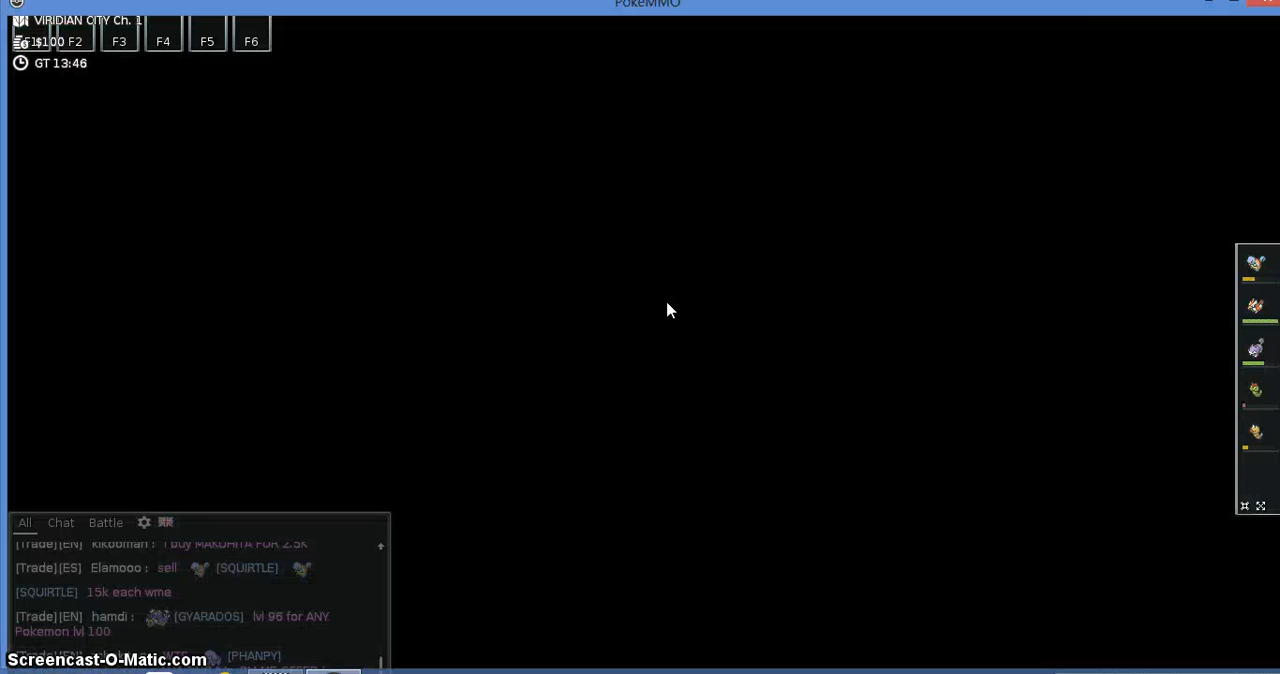 PokeMMO
VIRIDIAN CITY Ch. 1
$100
F2 F3 F4 F5 F6
GT 13:46
All Chat Battle
[Trade][EN] kikooman : I buy MAKUHITA FOR 2.5K
[Trade][ES] Elamooo : sell [SQUIRTLE]
[SQUIRTLE] 15k each wme
[Trade][EN] hamdi : [GYARADOS] lvl 96 for ANY
Pokemon lvl 100
[PHANPY]
Screencast-O-Matic.com